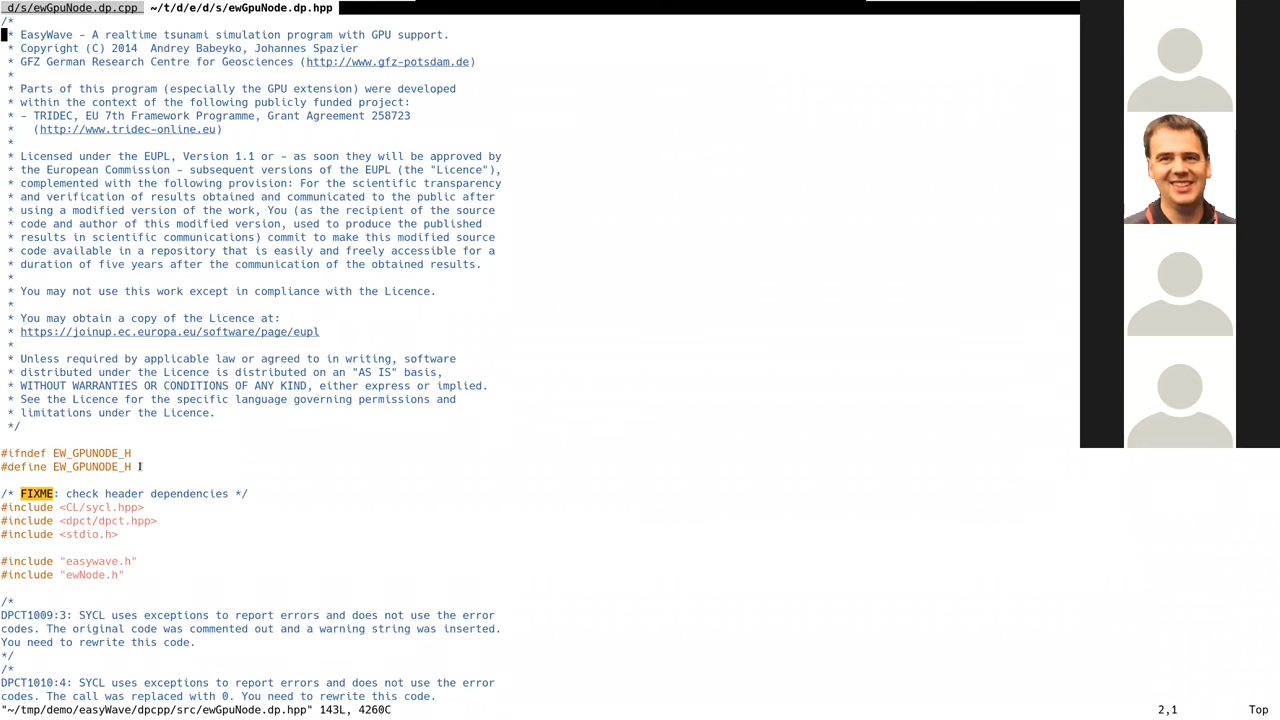 d/s/ewGpuNode.dp.cpp  ~/t/d/e/d/s/ewGpuNode.dp.hpp
/*
 * EasyWave - A realtime tsunami simulation program with GPU support.
 * Copyright (C) 2014  Andrey Babeyko, Johannes Spazier
 * GFZ German Research Centre for Geosciences (http://www.gfz-potsdam.de)
 *
 * Parts of this program (especially the GPU extension) were developed
 * within the context of the following publicly funded project:
 * - TRIDEC, EU 7th Framework Programme, Grant Agreement 258723
 *   (http://www.tridec-online.eu)
 *
 * Licensed under the EUPL, Version 1.1 or - as soon they will be approved by
 * the European Commission - subsequent versions of the EUPL (the "Licence"),
 * complemented with the following provision: For the scientific transparency
 * and verification of results obtained and communicated to the public after
 * using a modified version of the work, You (as the recipient of the source
 * code and author of this modified version, used to produce the published
 * results in scientific communications) commit to make this modified source
 * code available in a repository that is easily and freely accessible for a
 * duration of five years after the communication of the obtained results.
 *
 * You may not use this work except in compliance with the Licence.
 *
 * You may obtain a copy of the Licence at:
 * https://joinup.ec.europa.eu/software/page/eupl
 *
 * Unless required by applicable law or agreed to in writing, software
 * distributed under the Licence is distributed on an "AS IS" basis,
 * WITHOUT WARRANTIES OR CONDITIONS OF ANY KIND, either express or implied.
 * See the Licence for the specific language governing permissions and
 * limitations under the Licence.
 */
#ifndef EW_GPUNODE_H
#define EW_GPUNODE_H
/* FIXME: check header dependencies */
#include <CL/sycl.hpp>
#include <dpct/dpct.hpp>
#include <stdio.h>
#include "easywave.h"
#include "ewNode.h"
/*
DPCT1009:3: SYCL uses exceptions to report errors and does not use the error
codes. The original code was commented out and a warning string was inserted.
You need to rewrite this code.
*/
/*
DPCT1010:4: SYCL uses exceptions to report errors and does not use the error
codes. The call was replaced with 0. You need to rewrite this code.
"~/tmp/demo/easyWave/dpcpp/src/ewGpuNode.dp.hpp" 143L, 4260C  2,1  Top